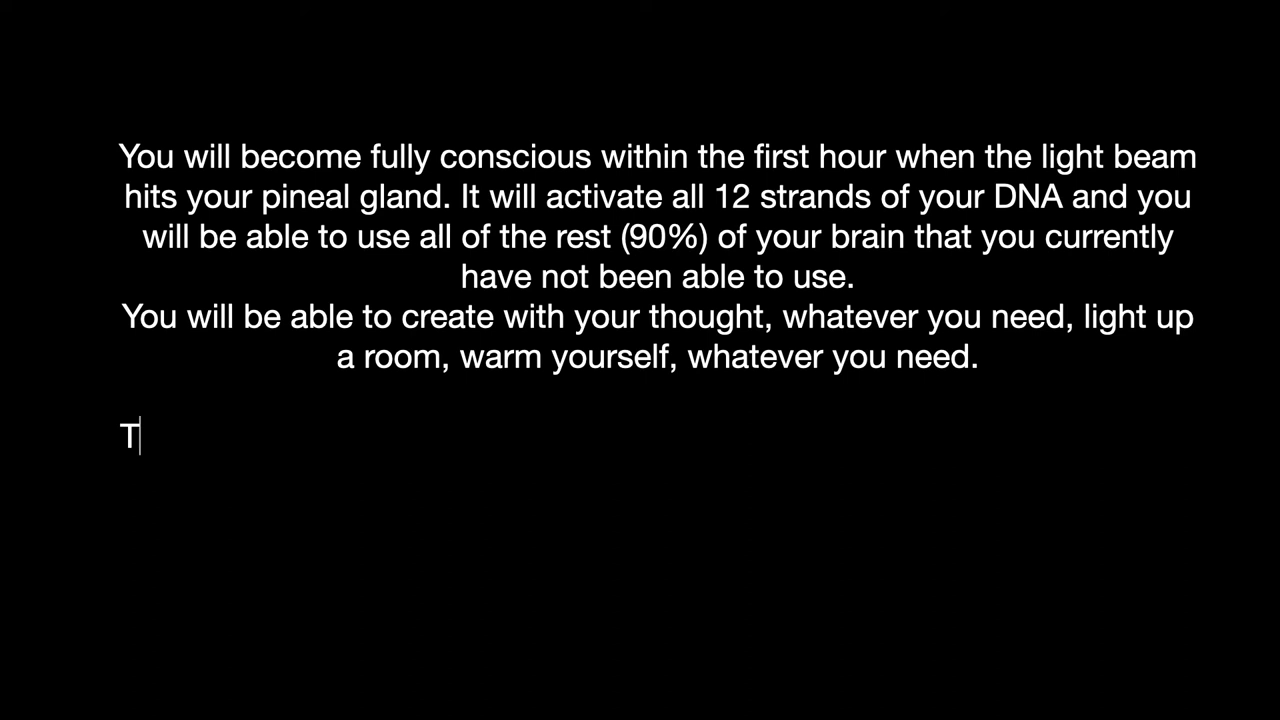 You will become fully conscious within the first hour when the light beam
hits your pineal gland. It will activate all 12 strands of your DNA and you
will be able to use all of the rest (90%) of your brain that you currently
have not been able to use.
You will be able to create with your thought, whatever you need, light up
a room, warm yourself, whatever you need.
T